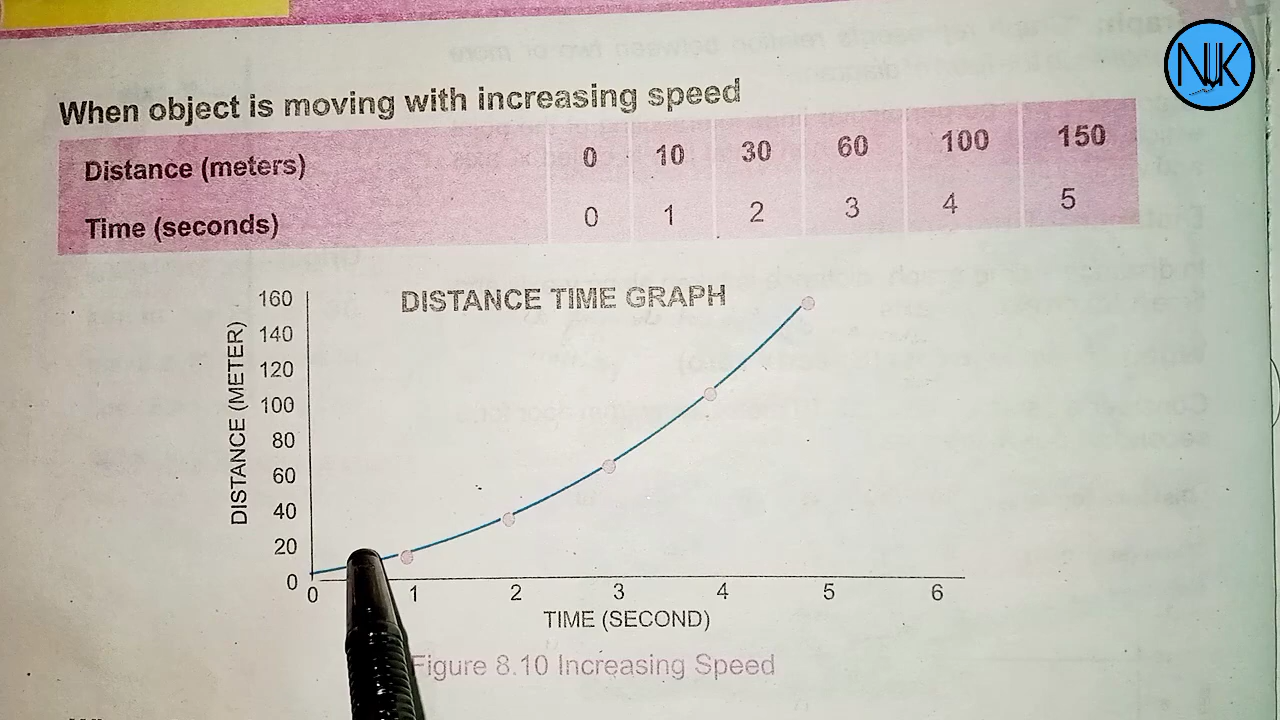 NJK
When object is moving with increasing speed
Distance (meters) 0 10 30 60 100 150
Time (seconds) 0 1 2 3 4 5
DISTANCE TIME GRAPH
160
140
120
100
80
60
40
20
0
DISTANCE (METER)
0 1 2 3 4 5 6
TIME (SECOND)
Figure 8.10 Increasing Speed